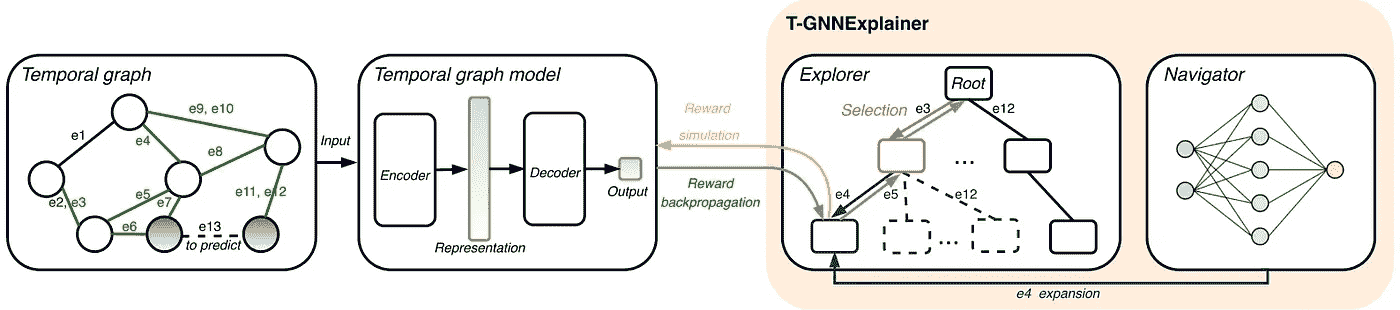 T-GNNExplainer
Temporal graph
e9, e10
e1
e4
e8
e5
e2, e3
e7
e11, e12
e6
e13
to predict
Input
Temporal graph model
Encoder
Decoder
Output
Representation
Reward
simulation
Reward
backpropagation
Explorer
Root
Selection
e3
e12
...
e4
e5
e12
...
Navigator
e4 expansion